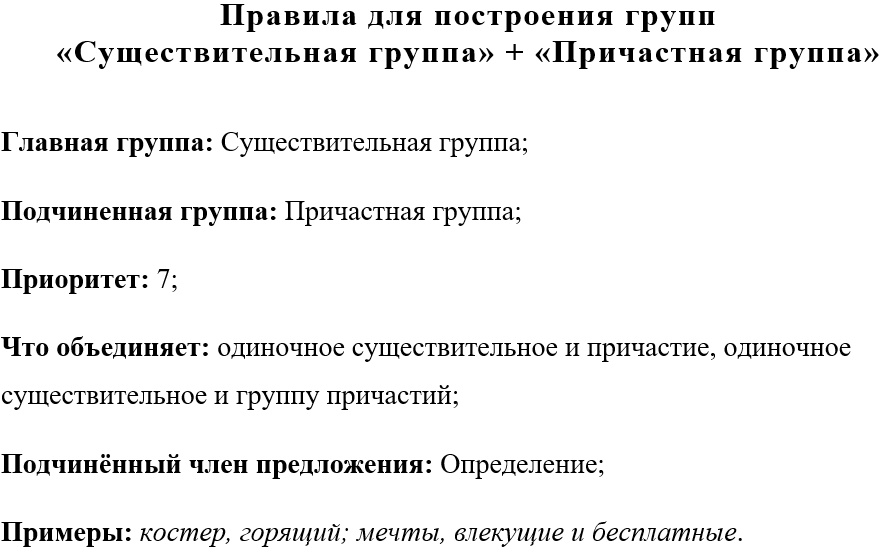 Правила для построения групп
«Существительная группа» + «Причастная группа»
Главная группа: Существительная группа;
Подчиненная группа: Причастная группа;
Приоритет: 7;
Что объединяет: одиночное существительное и причастие, одиночное
существительное и группу причастий;
Подчинённый член предложения: Определение;
Примеры: костер, горящий; мечты, влекущие и бесплатные.